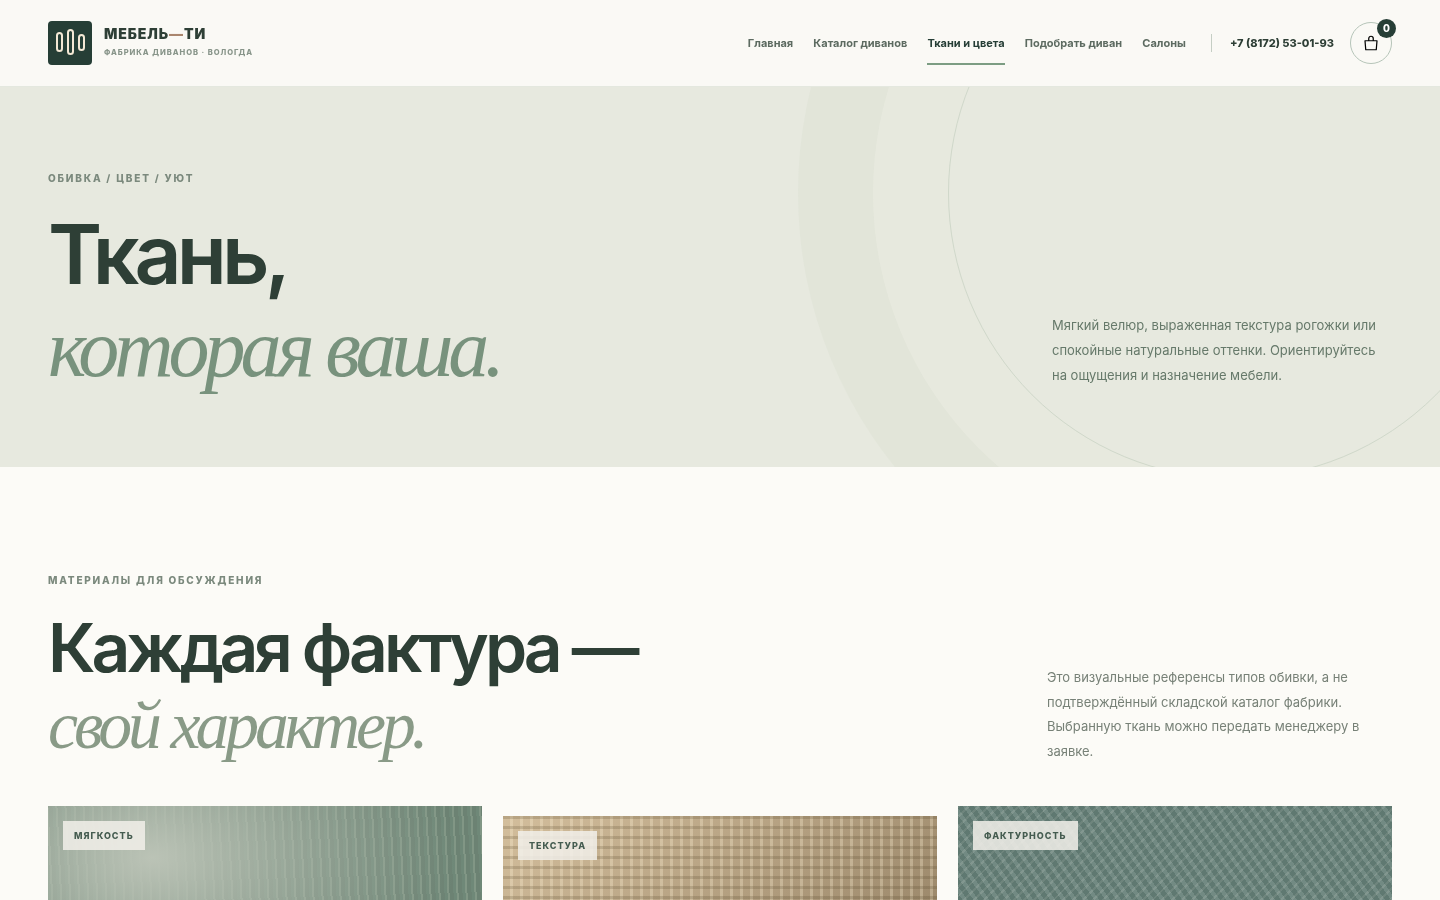 МЕБЕЛЬ—ТИ
ФАБРИКА ДИВАНОВ · ВОЛОГДА
Главная
Каталог диванов
Ткани и цвета
Подобрать диван
Салоны
+7 (8172) 53-01-93
0
ОБИВКА / ЦВЕТ / УЮТ
Ткань,
которая ваша.
Мягкий велюр, выраженная текстура рогожки или
спокойные натуральные оттенки. Ориентируйтесь
на ощущения и назначение мебели.
МАТЕРИАЛЫ ДЛЯ ОБСУЖДЕНИЯ
Каждая фактура —
свой характер.
Это визуальные референсы типов обивки, а не
подтверждённый складской каталог фабрики.
Выбранную ткань можно передать менеджеру в
заявке.
МЯГКОСТЬ
ТЕКСТУРА
ФАКТУРНОСТЬ